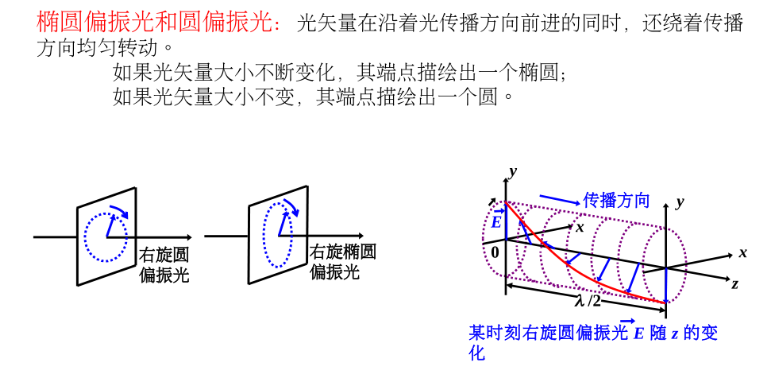 椭圆偏振光和圆偏振光：光矢量在沿着光传播方向前进的同时，还绕着传播
方向均匀转动。
如果光矢量大小不断变化，其端点描绘出一个椭圆；
如果光矢量大小不变，其端点描绘出一个圆。
右旋圆
偏振光
右旋椭圆
偏振光
y
传播方向
y
E
x
0
x
z
λ/2
某时刻右旋圆偏振光 E 随 z 的变
化